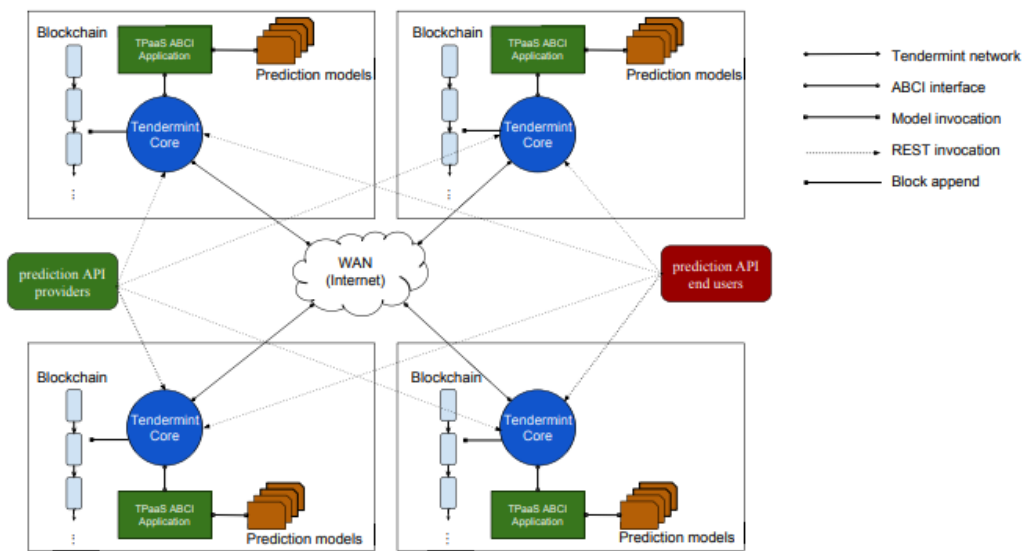 Blockchain
TPaaS ABCI
Application
Prediction models
Tendermint
Core
Blockchain
TPaaS ABCI
Application
Prediction models
Tendermint
Core
Tendermint network
ABCI interface
Model invocation
REST invocation
Block append
prediction API
providers
WAN
(Internet)
prediction API
end users
Blockchain
Tendermint
Core
TPaaS ABCI
Application
Prediction models
Blockchain
Tendermint
Core
TPaaS ABCI
Application
Prediction models